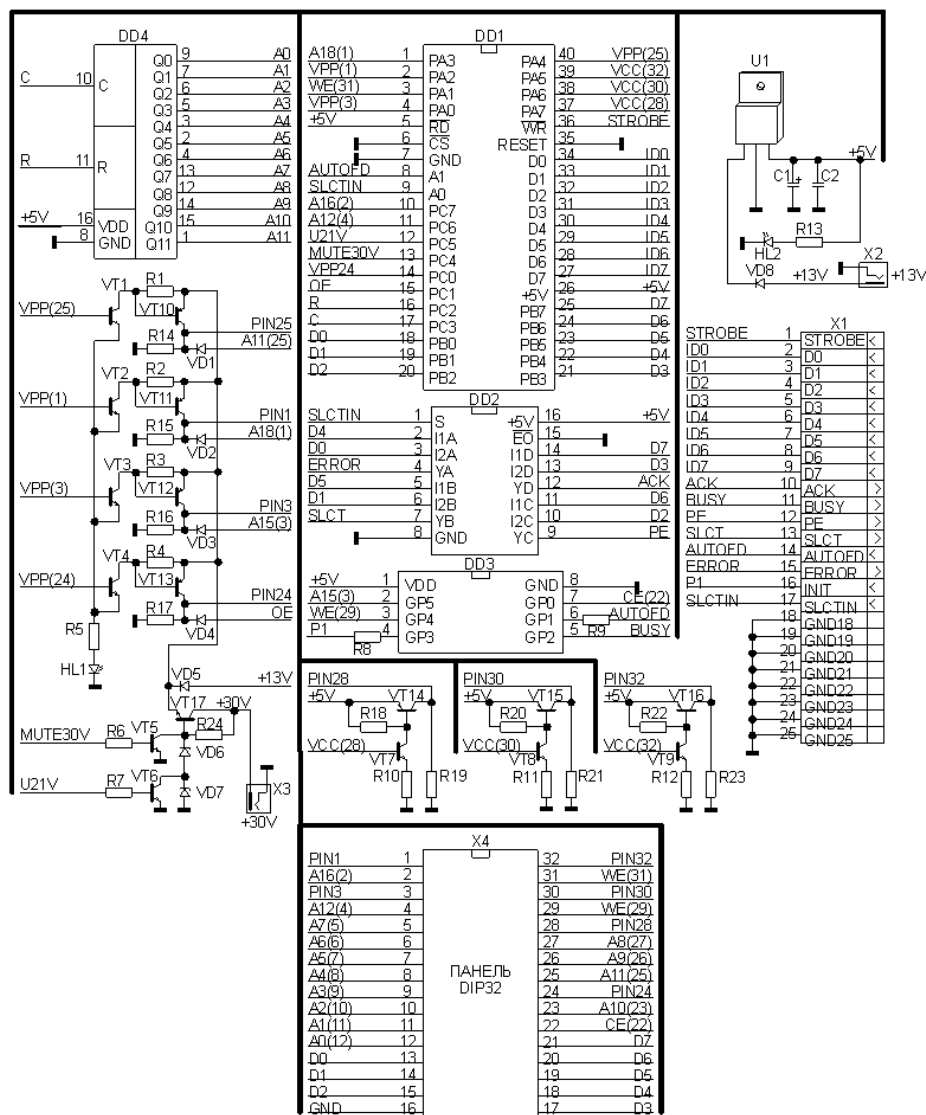 DD4
C 10 C
R 11 R
+5V 16 VDD
8 GND
Q0 9 A0
Q1 7 A1
Q2 6 A2
Q3 5 A3
Q4 3 A4
Q5 2 A5
Q6 4 A6
Q7 13 A7
Q8 12 A8
Q9 14 A9
Q10 15 A10
Q11 1 A11
DD1
A18(1) 1 PA3 PA4 40 VPP(25)
VPP(1) 2 PA2 PA5 39 VCC(32)
WE(31) 3 PA1 PA6 38 VCC(30)
VPP(3) 4 PA0 PA7 37 VCC(28)
+5V 5 RD WR 36 STROBE
6 CS RESET 35
7 GND D0 34 ID0
AUTOFD 8 A1 D1 33 ID1
SLCTIN 9 A0 D2 32 ID2
A16(2) 10 PC7 D3 31 ID3
A12(4) 11 PC6 D4 30 ID4
U21V 12 PC5 D5 29 ID5
MUTE30V 13 PC4 D6 28 ID6
VPP24 14 PC0 D7 27 ID7
OE 15 PC1 +5V 26 +5V
R 16 PC2 PB7 25 D7
C 17 PC3 PB6 24 D6
D0 18 PB0 PB5 23 D5
D1 19 PB1 PB4 22 D4
D2 20 PB2 PB3 21 D3
U1
+5V
C1 + C2
R13
HL2
VD8 +13V
X2
+13V
VT1 R1
VPP(25)
VT10
PIN25
R14 A11(25)
VD1
VT2 R2
VPP(1)
VT11
PIN1
R15 A18(1)
VD2
VT3 R3
VPP(3)
VT12
PIN3
R16 A15(3)
VD3
VT4 R4
VPP(24)
VT13
PIN24
R17 OE
VD4
R5
HL1
VD5 +13V
VT17 +30V
R24
MUTE30V R6 VT5
VD6
U21V R7 VT6
VD7
X3
+30V
DD2
SLCTIN 1 S +5V 16 +5V
D4 2 I1A EO 15
D0 3 I2A I1D 14 D7
ERROR 4 YA I2D 13 D3
D5 5 I1B YD 12 ACK
D1 6 I2B I1C 11 D6
SLCT 7 YB I2C 10 D2
8 GND YC 9 PE
DD3
+5V 1 VDD GND 8
A15(3) 2 GP5 GP0 7 CE(22)
WE(29) 3 GP4 GP1 6 AUTOFD
P1 4 GP3 GP2 5 BUSY
R8 R9
X1
STROBE 1 STROBE <
ID0 2 D0 <
ID1 3 D1 <
ID2 4 D2 <
ID3 5 D3 <
ID4 6 D4 <
ID5 7 D5 <
ID6 8 D6 <
ID7 9 D7 <
ACK 10 ACK >
BUSY 11 BUSY >
PE 12 PE >
SLCT 13 SLCT >
AUTOFD 14 AUTOFD <
ERROR 15 ERROR >
P1 16 INIT <
SLCTIN 17 SLCTIN <
18 GND18
19 GND19
20 GND20
21 GND21
22 GND22
23 GND23
24 GND24
25 GND25
PIN28
+5V VT14
R18
VCC(28)
VT7
R10 R19
PIN30
+5V VT15
R20
VCC(30)
VT8
R11 R21
PIN32
+5V VT16
R22
VCC(32)
VT9
R12 R23
X4
ПАНЕЛЬ
DIP32
PIN1 1 32 PIN32
A16(2) 2 31 WE(31)
PIN3 3 30 PIN30
A12(4) 4 29 WE(29)
A7(5) 5 28 PIN28
A6(6) 6 27 A8(27)
A5(7) 7 26 A9(26)
A4(8) 8 25 A11(25)
A3(9) 9 24 PIN24
A2(10) 10 23 A10(23)
A1(11) 11 22 CE(22)
A0(12) 12 21 D7
D0 13 20 D6
D1 14 19 D5
D2 15 18 D4
GND 16 17 D3